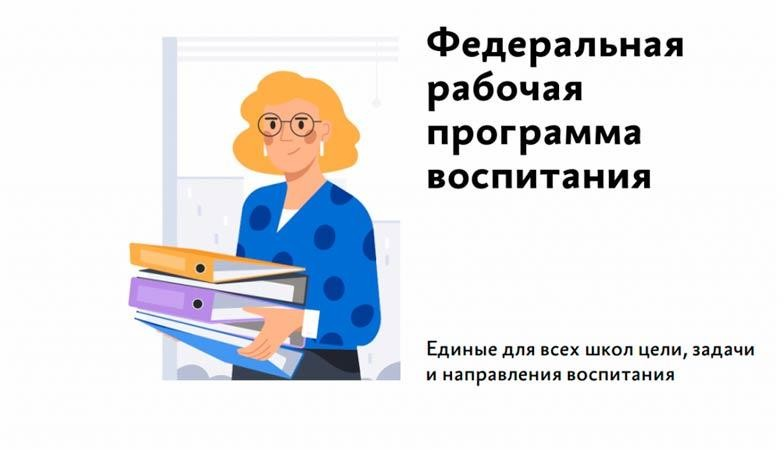 Федеральная
рабочая
программа
воспитания
Единые для всех школ цели, задачи
и направления воспитания